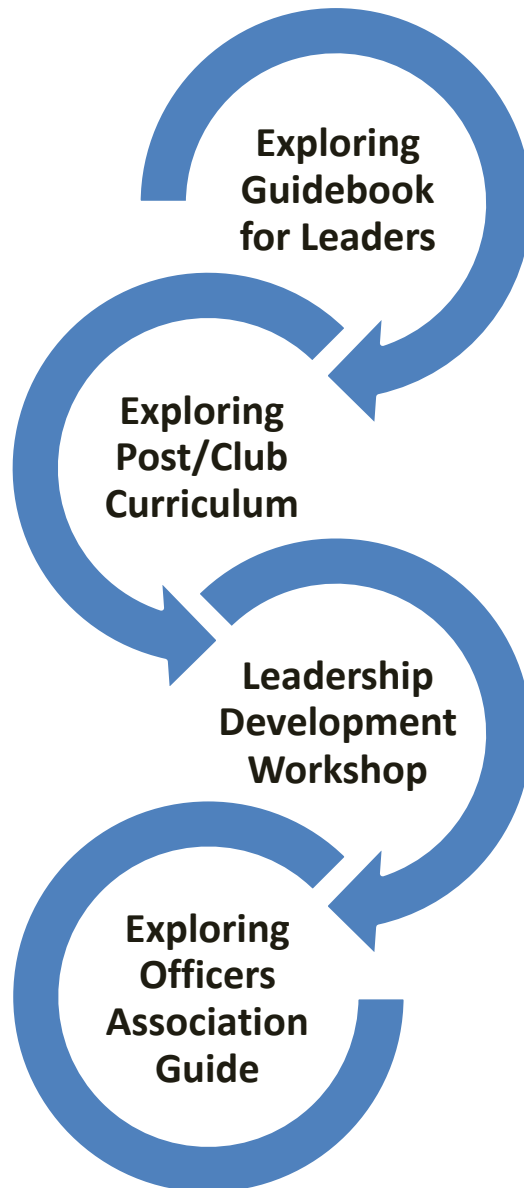 Exploring
Guidebook
for Leaders
Exploring
Post/Club
Curriculum
Leadership
Development
Workshop
Exploring
Officers
Association
Guide